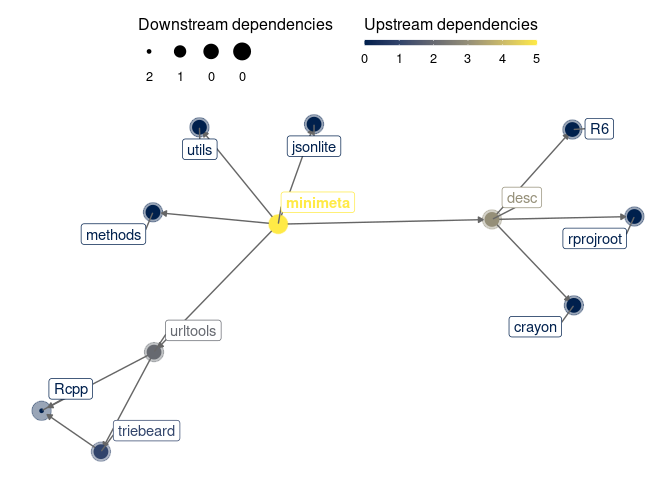 Downstream dependencies
2 1 0 0
Upstream dependencies
0 1 2 3 4 5
utils
jsonlite
R6
minimeta
desc
methods
rprojroot
crayon
urltools
Rcpp
triebeard